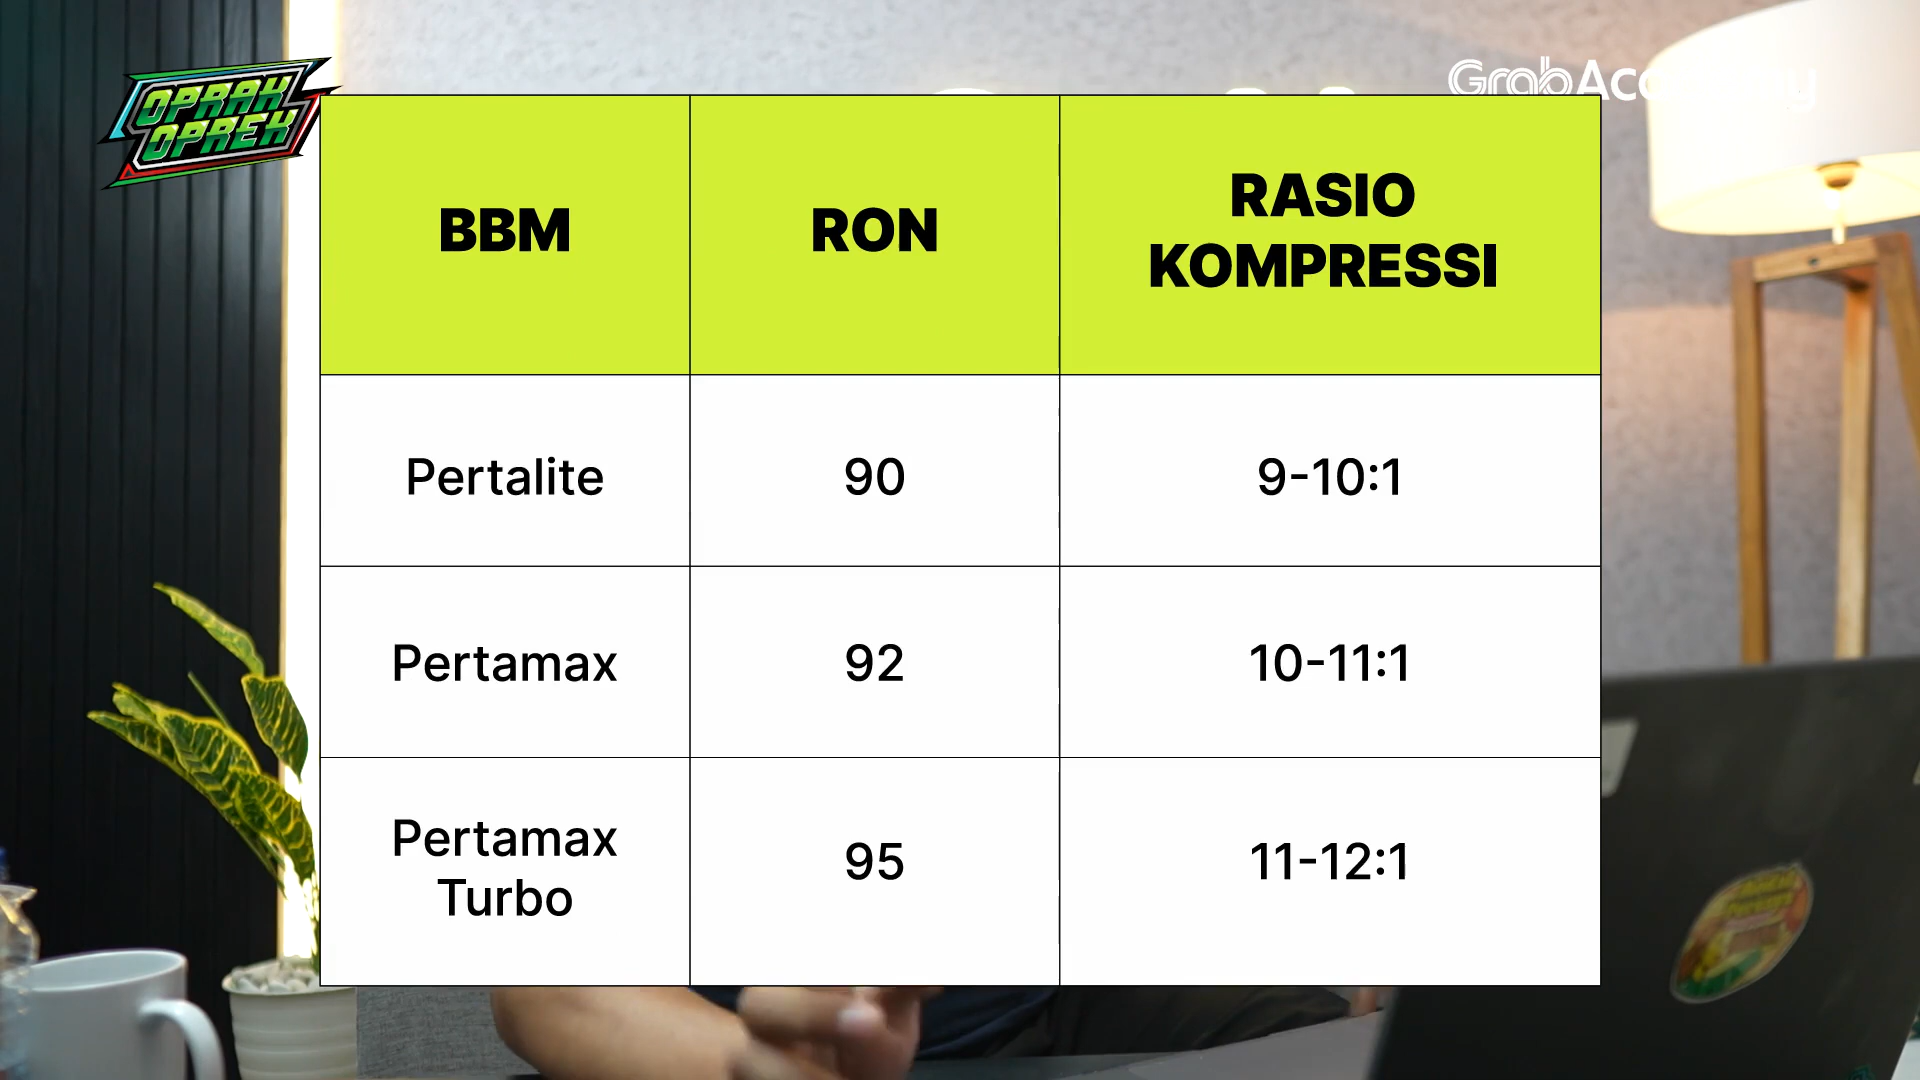 OPRAK
OPREK
GrabAcademy
BBM
RON
RASIO
KOMPRESSI
Pertalite
90
9-10:1
Pertamax
92
10-11:1
Pertamax
Turbo
95
11-12:1